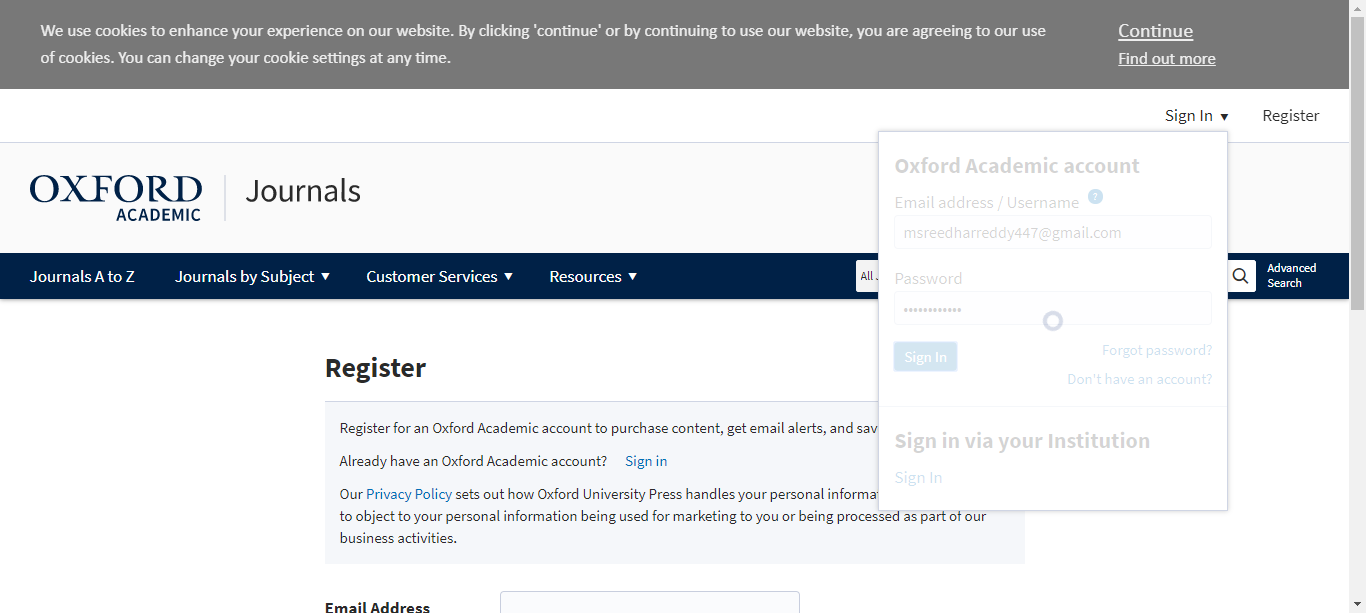 We use cookies to enhance your experience on our website. By clicking 'continue' or by continuing to use our website, you are agreeing to our use
of cookies. You can change your cookie settings at any time.
Continue
Find out more
Sign In ▼
Register
OXFORD
ACADEMIC
Journals
Journals A to Z
Journals by Subject ▼
Customer Services ▼
Resources ▼
All J
Advanced
Search
Oxford Academic account
Email address / Username ?
msreedharreddy447@gmail.com
Password
••••••••••••
Sign In
Forgot password?
Don't have an account?
Sign in via your Institution
Sign In
Register
Register for an Oxford Academic account to purchase content, get email alerts, and sav
Already have an Oxford Academic account? Sign in
Our Privacy Policy sets out how Oxford University Press handles your personal informa
to object to your personal information being used for marketing to you or being processed as part of our
business activities.
Email Address